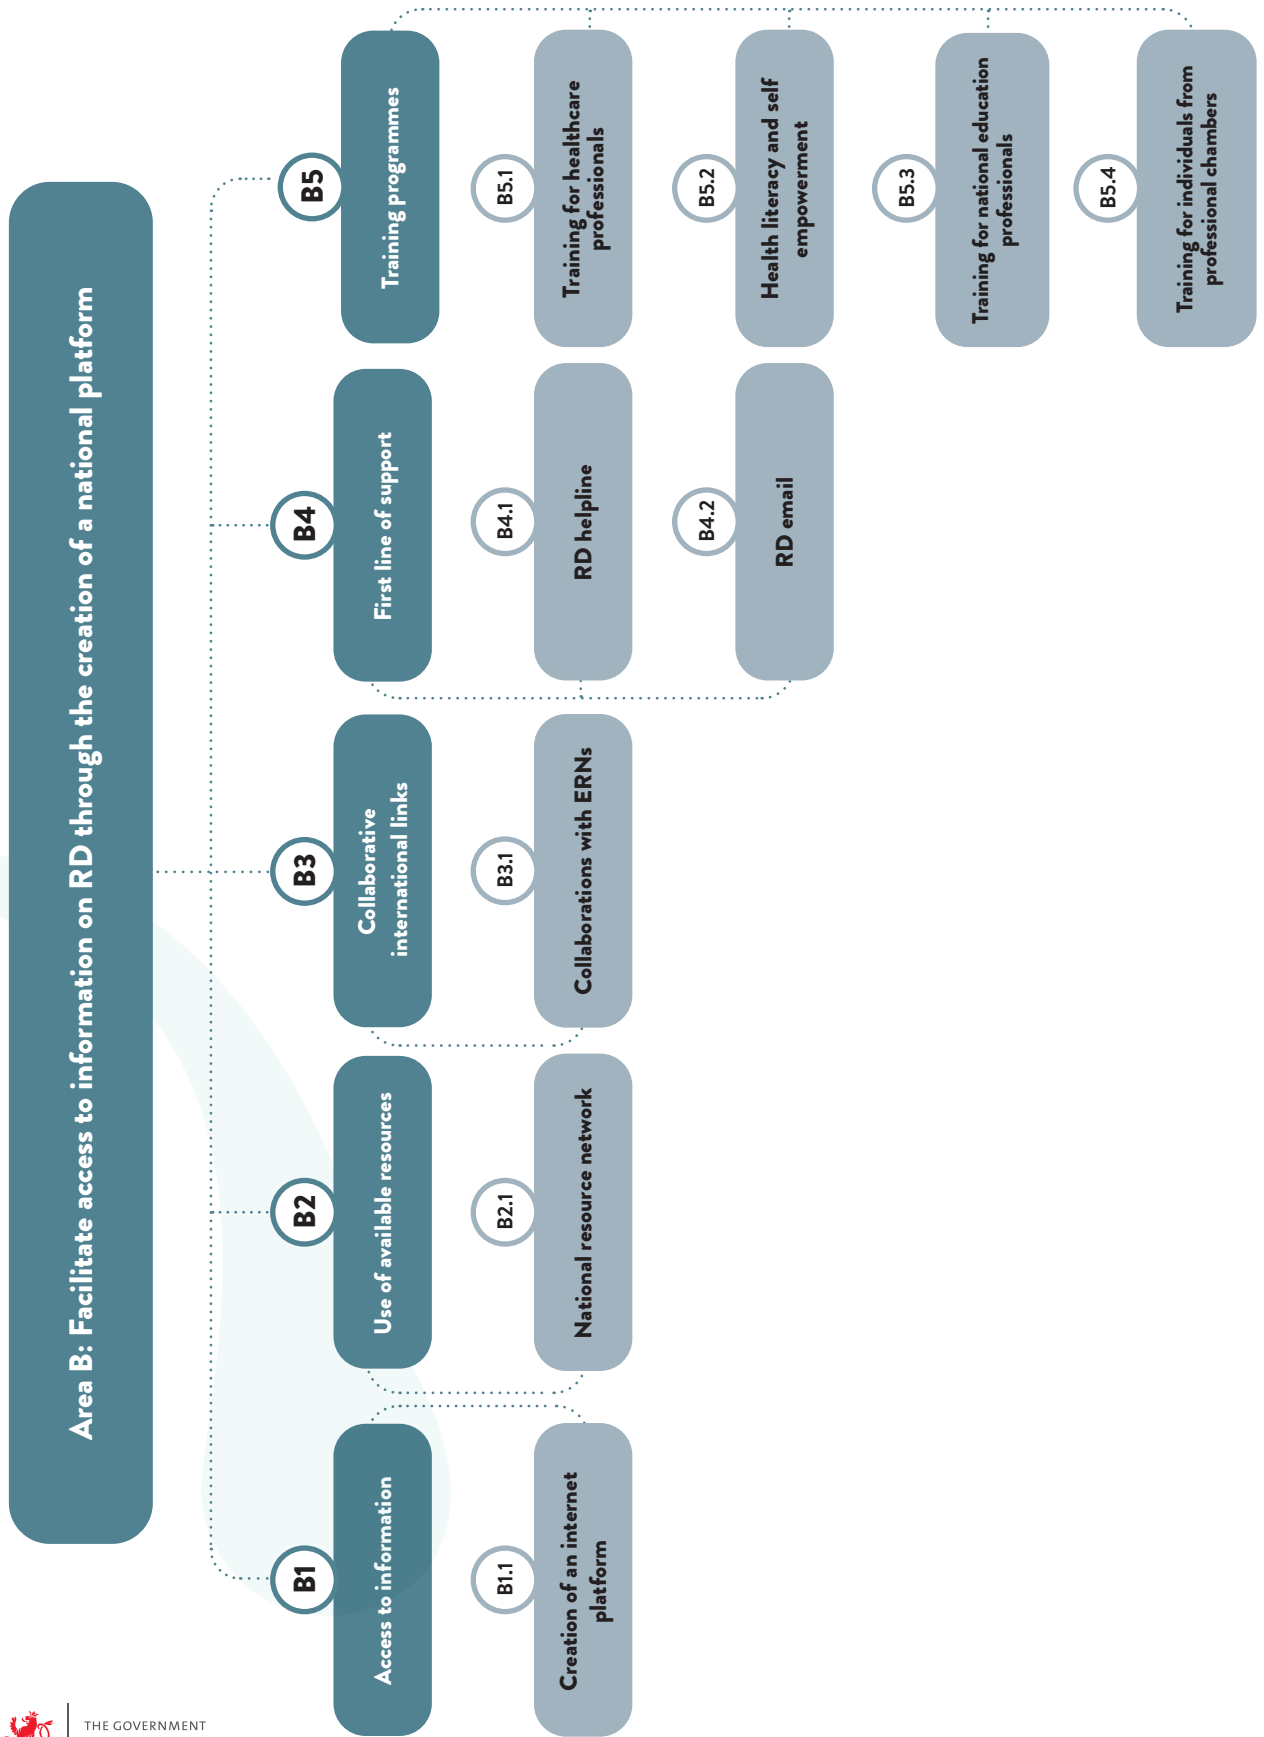 Area B: Facilitate access to information on RD through the creation of a national platform
B1
Access to information
B1.1
Creation of an internet
platform
B2
Use of available resources
B2.1
National resource network
B3
Collaborative
international links
B3.1
Collaborations with ERNs
B4
First line of support
B4.1
RD helpline
B4.2
RD email
B5
Training programmes
B5.1
Training for healthcare
professionals
B5.2
Health literacy and self
empowerment
B5.3
Training for national education
professionals
B5.4
Training for individuals from
professional chambers
THE GOVERNMENT